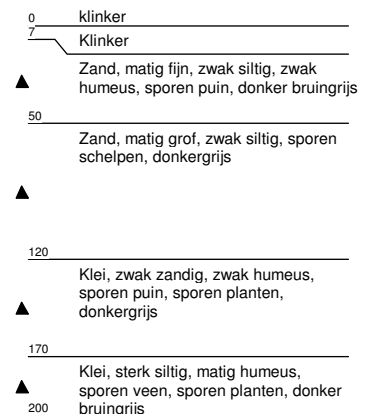 0 klinker
7 Klinker
Zand, matig fijn, zwak siltig, zwak
humeus, sporen puin, donker bruingrijs
50
Zand, matig grof, zwak siltig, sporen
schelpen, donkergrijs
120
Klei, zwak zandig, zwak humeus,
sporen puin, sporen planten,
donkergrijs
170
Klei, sterk siltig, matig humeus,
sporen veen, sporen planten, donker
200 bruingrijs